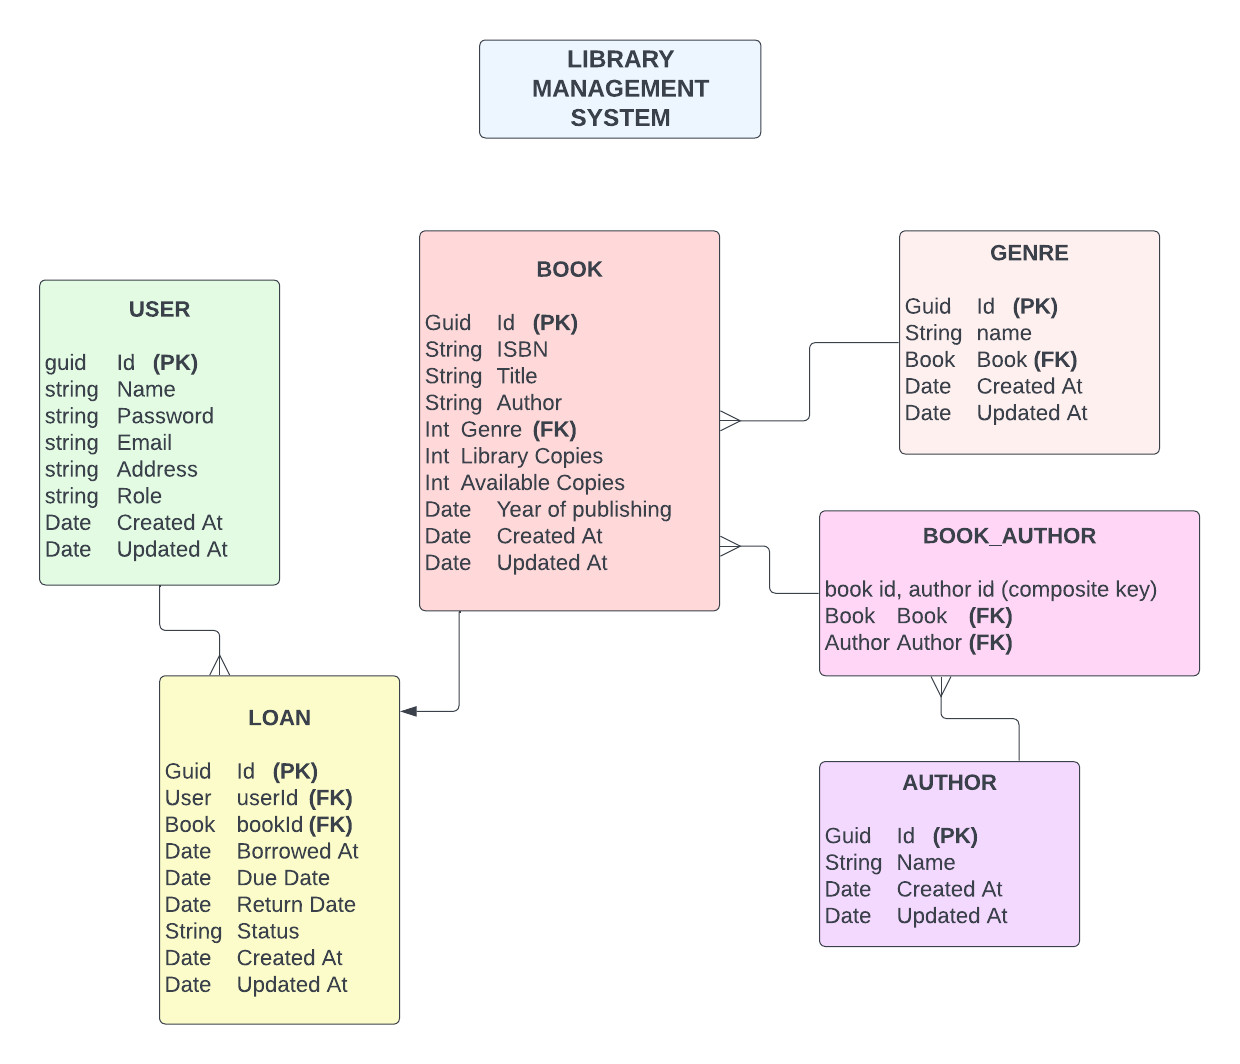 LIBRARY
MANAGEMENT
SYSTEM
USER
guid Id (PK)
string Name
string Password
string Email
string Address
string Role
Date Created At
Date Updated At
BOOK
Guid Id (PK)
String ISBN
String Title
String Author
Int Genre (FK)
Int Library Copies
Int Available Copies
Date Year of publishing
Date Created At
Date Updated At
GENRE
Guid Id (PK)
String name
Book Book (FK)
Date Created At
Date Updated At
BOOK_AUTHOR
book id, author id (composite key)
Book Book (FK)
Author Author (FK)
LOAN
Guid Id (PK)
User userId (FK)
Book bookId (FK)
Date Borrowed At
Date Due Date
Date Return Date
String Status
Date Created At
Date Updated At
AUTHOR
Guid Id (PK)
String Name
Date Created At
Date Updated At